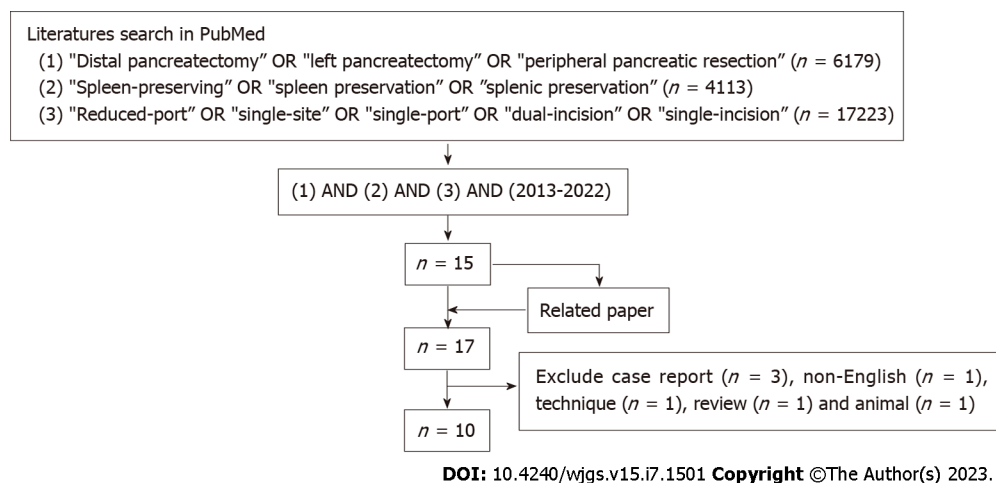 Literatures search in PubMed
(1) "Distal pancreatectomy” OR "left pancreatectomy” OR "peripheral pancreatic resection” (n = 6179)
(2) "Spleen-preserving” OR "spleen preservation” OR ”splenic preservation” (n = 4113)
(3) "Reduced-port” OR "single-site” OR "single-port” OR "dual-incision” OR "single-incision” (n = 17223)
(1) AND (2) AND (3) AND (2013-2022)
n = 15
Related paper
n = 17
Exclude case report (n = 3), non-English (n = 1),
technique (n = 1), review (n = 1) and animal (n = 1)
n = 10
DOI: 10.4240/wjgs.v15.i7.1501 Copyright ©The Author(s) 2023.